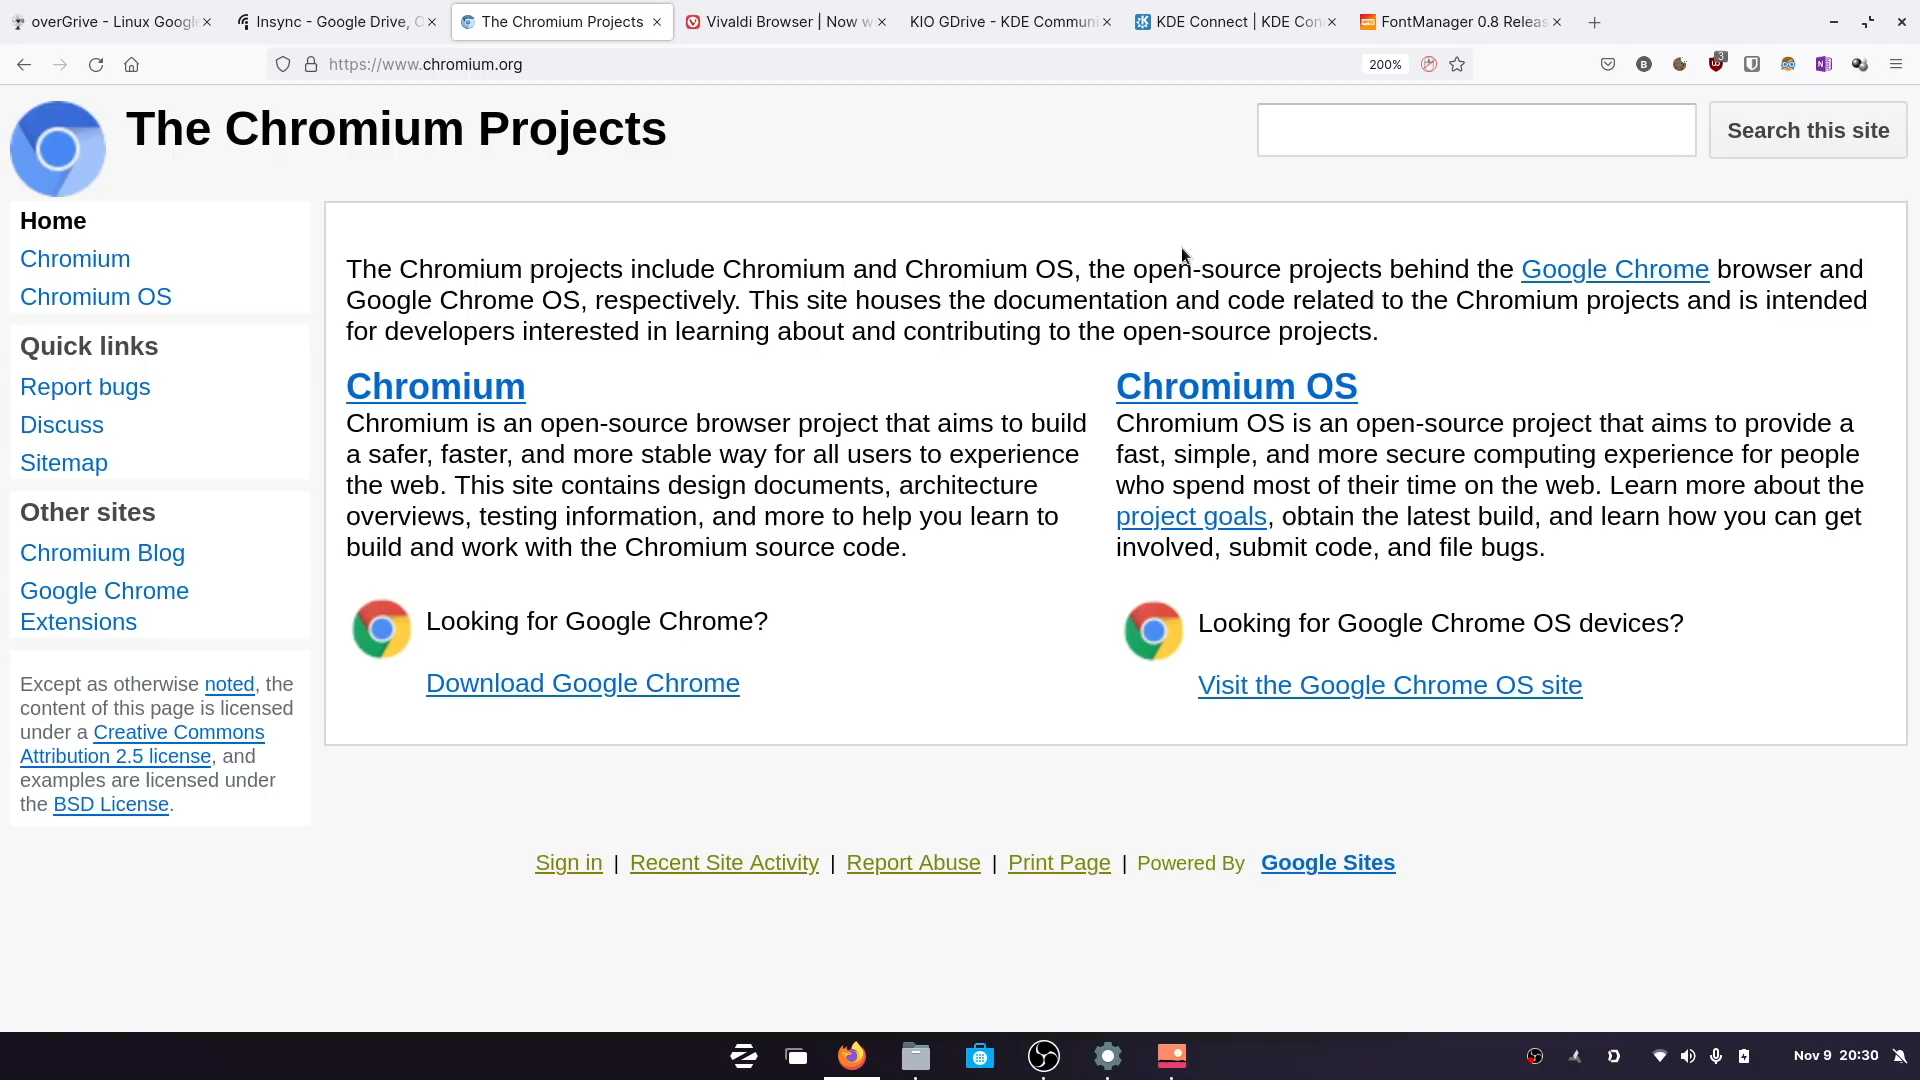 overGrive - Linux Google
Insync - Google Drive, O
The Chromium Projects
Vivaldi Browser | Now w
KIO GDrive - KDE Communi
KDE Connect | KDE Con
FontManager 0.8 Releas
https://www.chromium.org
200%
3
The Chromium Projects
Search this site
Home
Chromium
Chromium OS
Quick links
Report bugs
Discuss
Sitemap
Other sites
Chromium Blog
Google Chrome
Extensions
Except as otherwise noted, the
content of this page is licensed
under a Creative Commons
Attribution 2.5 license, and
examples are licensed under
the BSD License.
The Chromium projects include Chromium and Chromium OS, the open-source projects behind the Google Chrome browser and
Google Chrome OS, respectively. This site houses the documentation and code related to the Chromium projects and is intended
for developers interested in learning about and contributing to the open-source projects.
Chromium
Chromium is an open-source browser project that aims to build
a safer, faster, and more stable way for all users to experience
the web. This site contains design documents, architecture
overviews, testing information, and more to help you learn to
build and work with the Chromium source code.
Looking for Google Chrome?
Download Google Chrome
Chromium OS
Chromium OS is an open-source project that aims to provide a
fast, simple, and more secure computing experience for people
who spend most of their time on the web. Learn more about the
project goals, obtain the latest build, and learn how you can get
involved, submit code, and file bugs.
Looking for Google Chrome OS devices?
Visit the Google Chrome OS site
Sign in | Recent Site Activity | Report Abuse | Print Page | Powered By Google Sites
Nov 9 20:30